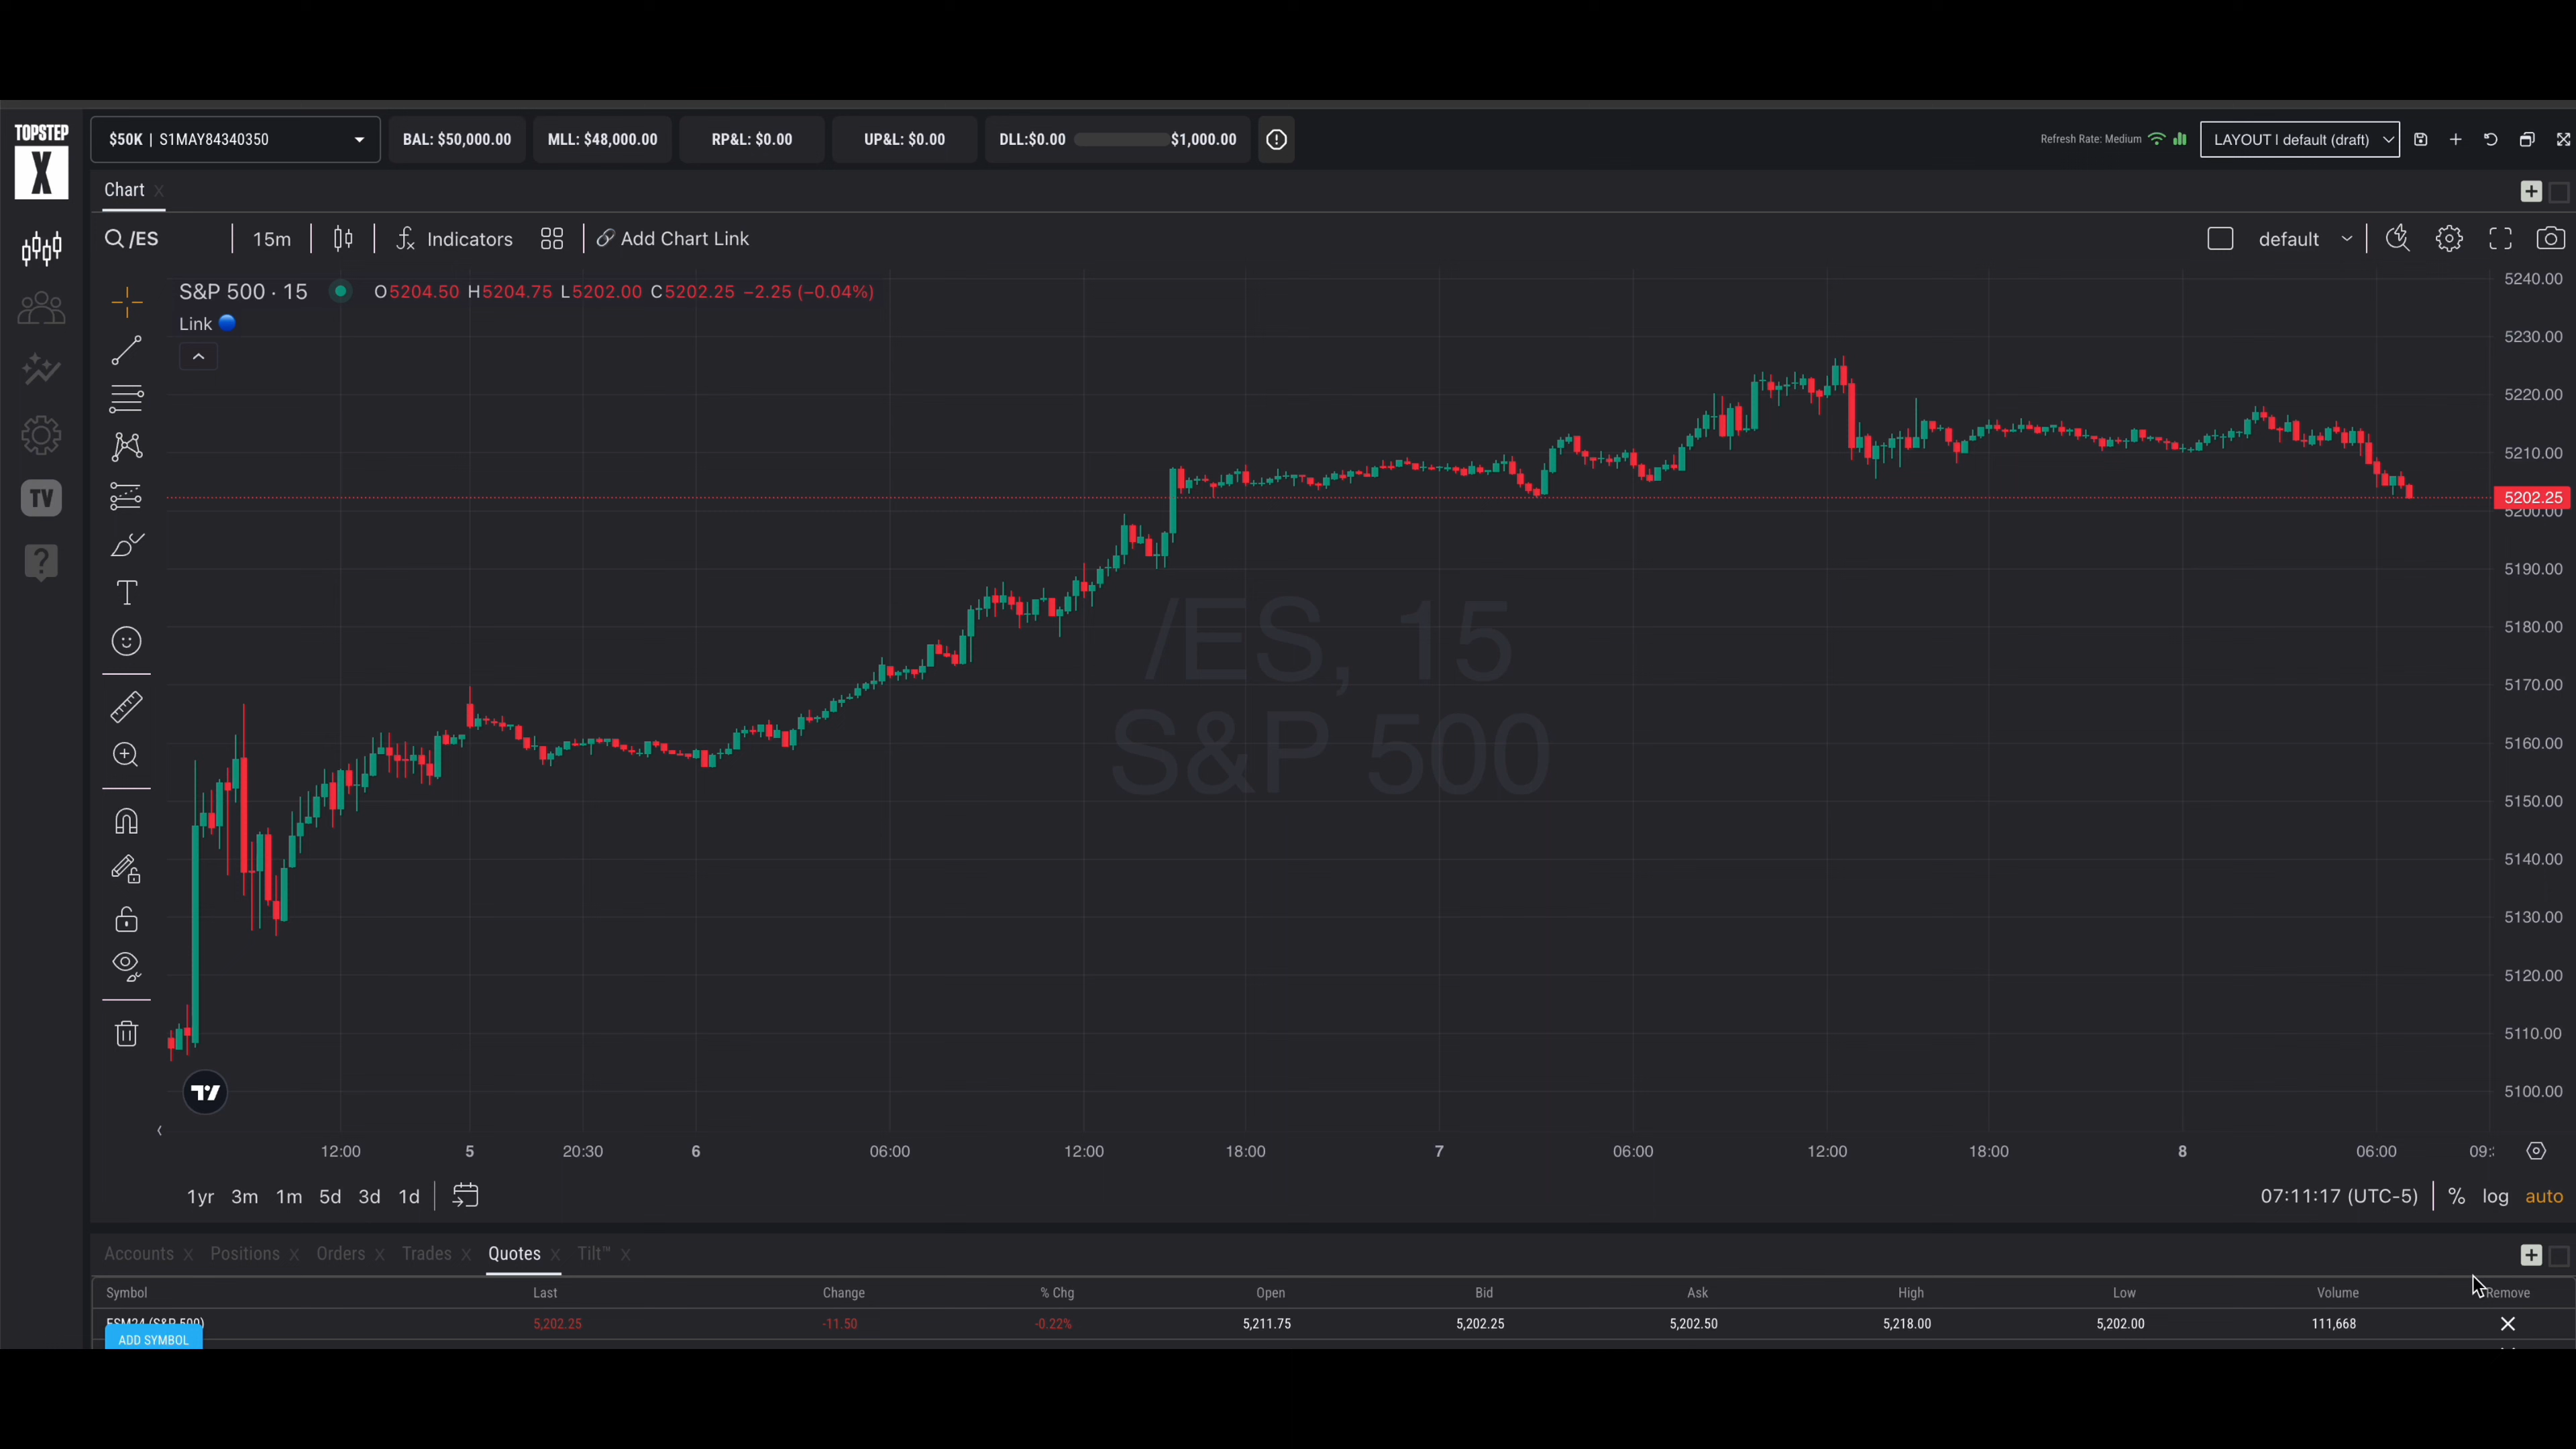 TOPSTEP
X
$50K | S1MAY84340350
BAL: $50,000.00
MLL: $48,000.00
RP&L: $0.00
UP&L: $0.00
DLL:$0.00
$1,000.00
Refresh Rate: Medium
LAYOUT | default (draft)
Chart x
/ES
15m
Indicators
Add Chart Link
default
S&P 500 · 15
O5204.50 H5204.75 L5202.00 C5202.25 −2.25 (−0.04%)
Link
TV
?
T
/ES, 15
S&P 500
5240.00
5230.00
5220.00
5210.00
5202.25
5200.00
5190.00
5180.00
5170.00
5160.00
5150.00
5140.00
5130.00
5120.00
5110.00
5100.00
12:00 5 20:30 6 06:00 12:00 18:00 7 06:00 12:00 18:00 8 06:00 09:
1yr 3m 1m 5d 3d 1d
07:11:17 (UTC-5) % log auto
Accounts x Positions x Orders x Trades x Quotes x Tilt™ x
Symbol Last Change % Chg Open Bid Ask High Low Volume Remove
ESM24 (S&P 500) 5,202.25 -11.50 -0.22% 5,211.75 5,202.25 5,202.50 5,218.00 5,202.00 111,668
ADD SYMBOL